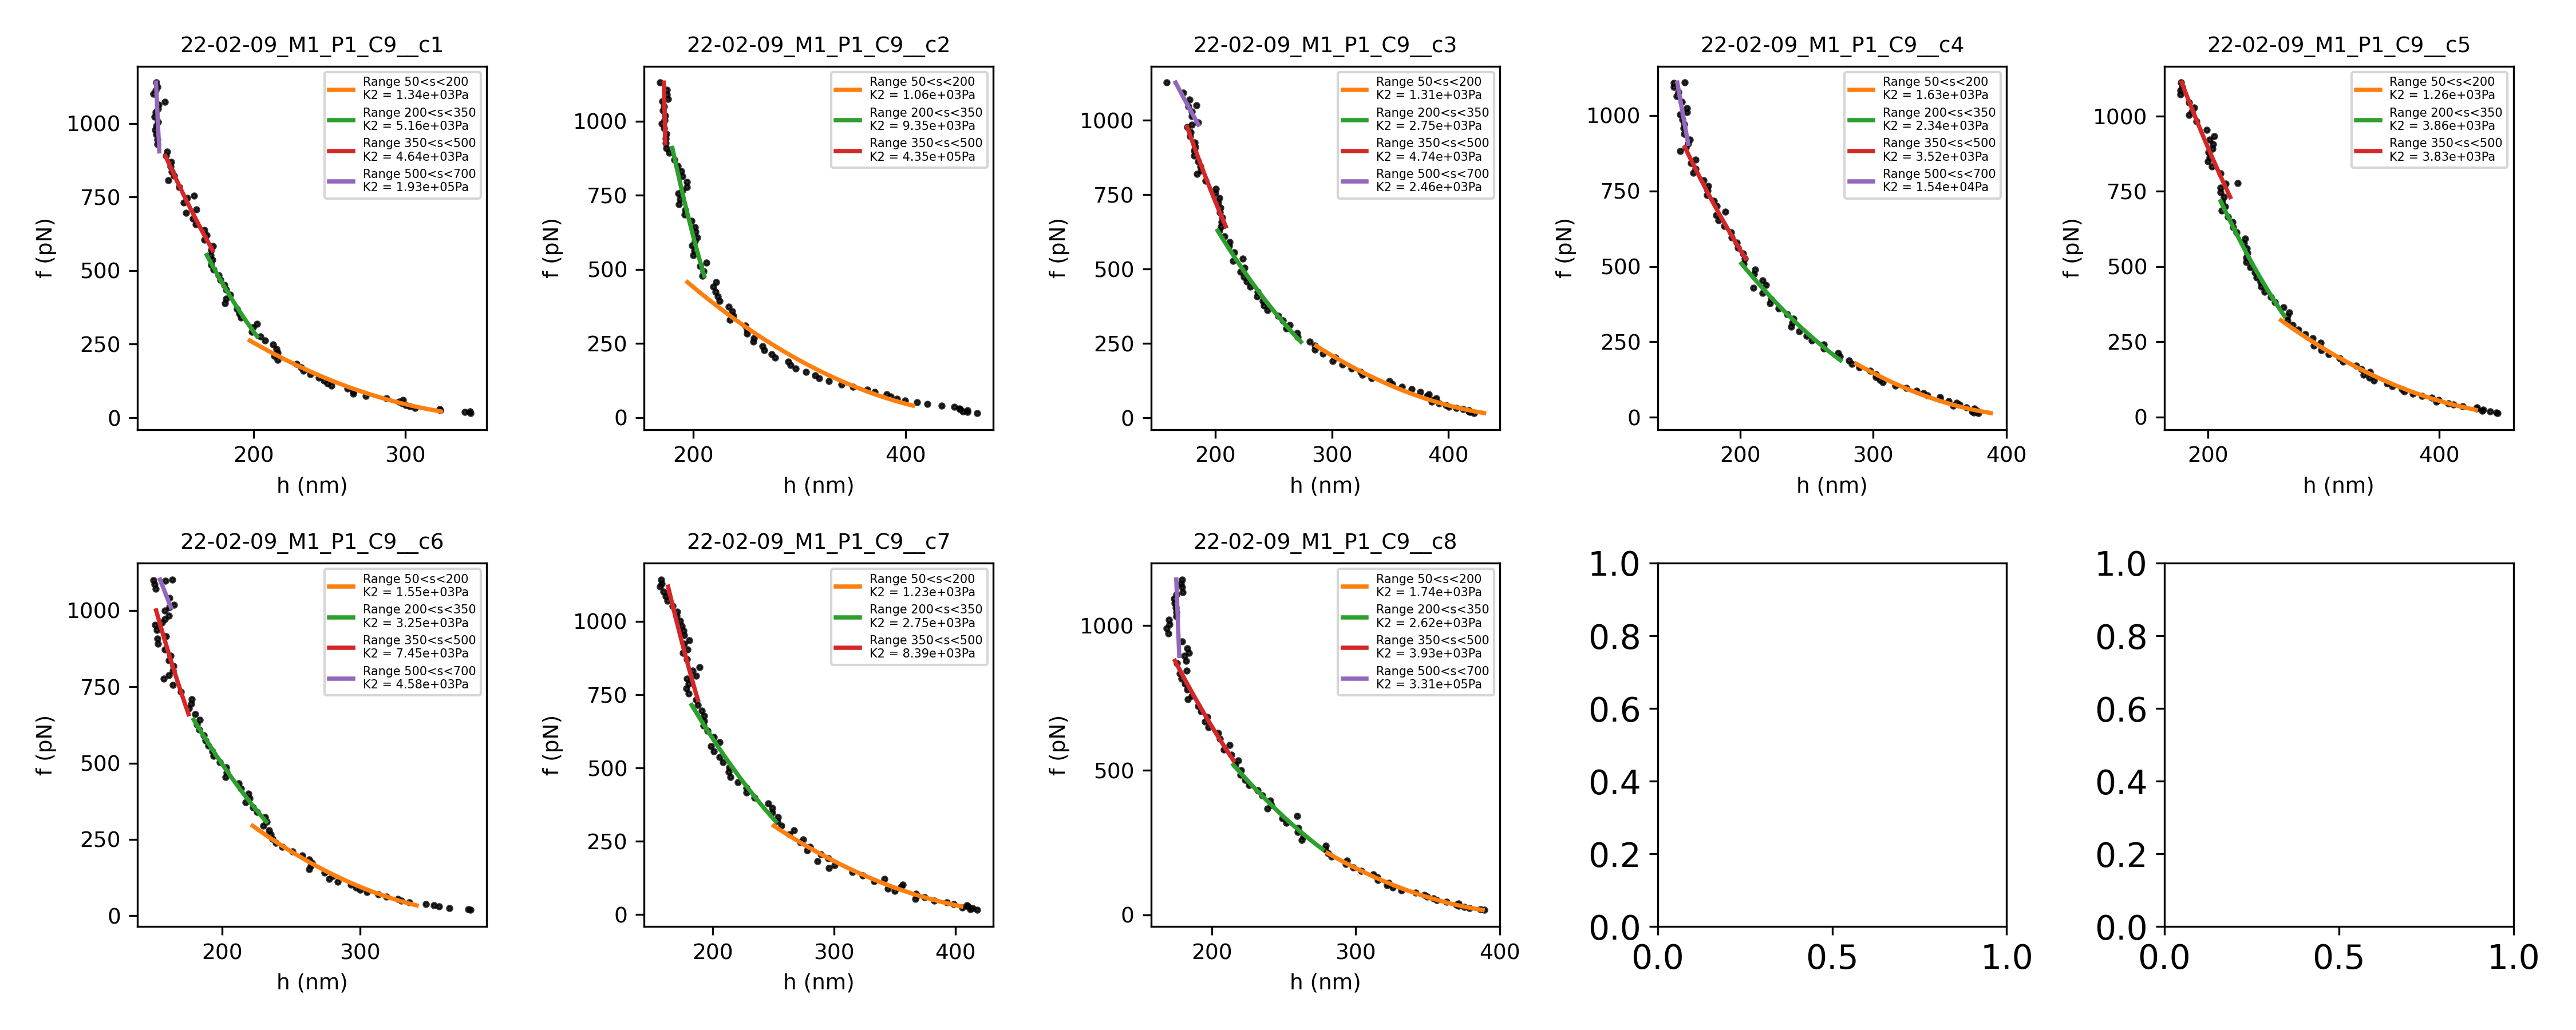 22-02-09_M1_P1_C9__c1
Range 50<s<200
K2 = 1.34e+03Pa
Range 200<s<350
K2 = 5.16e+03Pa
Range 350<s<500
K2 = 4.64e+03Pa
Range 500<s<700
K2 = 1.93e+05Pa
f (pN)
1000
750
500
250
0
200 300
h (nm)
22-02-09_M1_P1_C9__c2
Range 50<s<200
K2 = 1.06e+03Pa
Range 200<s<350
K2 = 9.35e+03Pa
Range 350<s<500
K2 = 4.35e+05Pa
f (pN)
1000
750
500
250
0
200 400
h (nm)
22-02-09_M1_P1_C9__c3
Range 50<s<200
K2 = 1.31e+03Pa
Range 200<s<350
K2 = 2.75e+03Pa
Range 350<s<500
K2 = 4.74e+03Pa
Range 500<s<700
K2 = 2.46e+03Pa
f (pN)
1000
750
500
250
0
200 300 400
h (nm)
22-02-09_M1_P1_C9__c4
Range 50<s<200
K2 = 1.63e+03Pa
Range 200<s<350
K2 = 2.34e+03Pa
Range 350<s<500
K2 = 3.52e+03Pa
Range 500<s<700
K2 = 1.54e+04Pa
f (pN)
1000
750
500
250
0
200 300 400
h (nm)
22-02-09_M1_P1_C9__c5
Range 50<s<200
K2 = 1.26e+03Pa
Range 200<s<350
K2 = 3.86e+03Pa
Range 350<s<500
K2 = 3.83e+03Pa
f (pN)
1000
750
500
250
0
200 400
h (nm)
22-02-09_M1_P1_C9__c6
Range 50<s<200
K2 = 1.55e+03Pa
Range 200<s<350
K2 = 3.25e+03Pa
Range 350<s<500
K2 = 7.45e+03Pa
Range 500<s<700
K2 = 4.58e+03Pa
f (pN)
1000
750
500
250
0
200 300
h (nm)
22-02-09_M1_P1_C9__c7
Range 50<s<200
K2 = 1.23e+03Pa
Range 200<s<350
K2 = 2.75e+03Pa
Range 350<s<500
K2 = 8.39e+03Pa
f (pN)
1000
750
500
250
0
200 300 400
h (nm)
22-02-09_M1_P1_C9__c8
Range 50<s<200
K2 = 1.74e+03Pa
Range 200<s<350
K2 = 2.62e+03Pa
Range 350<s<500
K2 = 3.93e+03Pa
Range 500<s<700
K2 = 3.31e+05Pa
f (pN)
1000
500
0
200 300 400
h (nm)
1.0
0.8
0.6
0.4
0.2
0.0
0.0 0.5 1.0
1.0
0.8
0.6
0.4
0.2
0.0
0.0 0.5 1.0